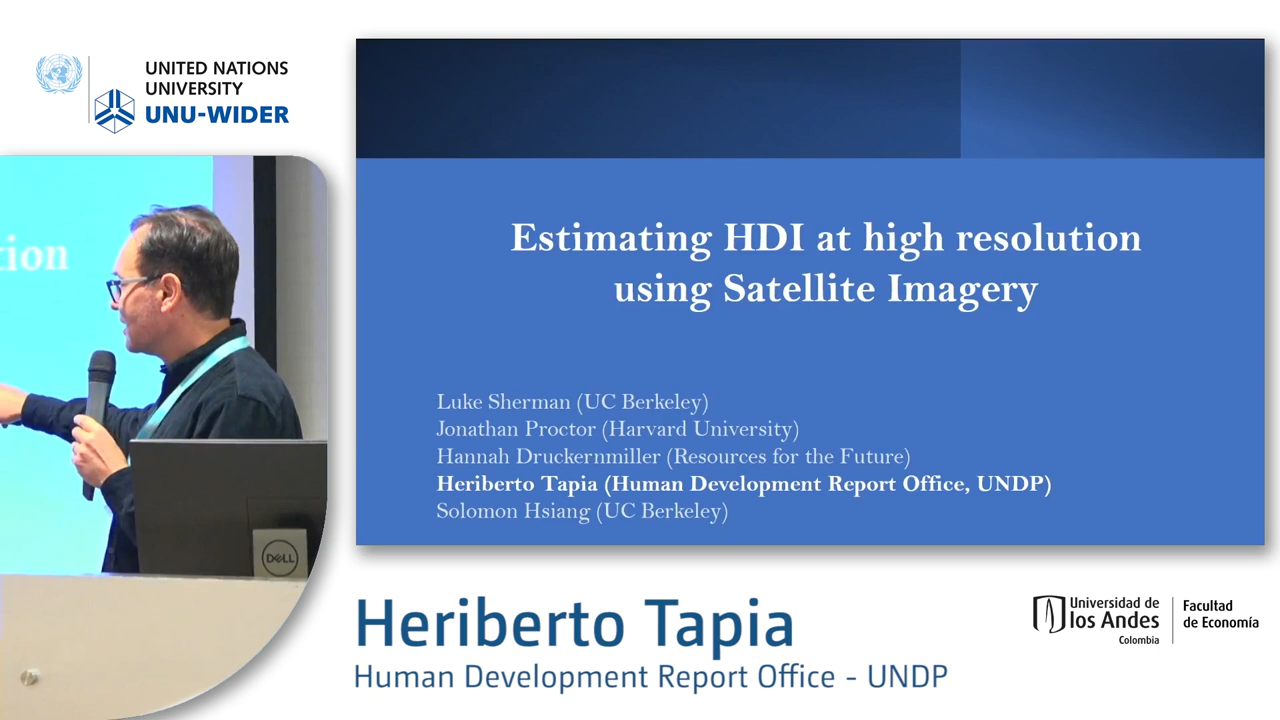 UNITED NATIONS
UNIVERSITY
UNU-WIDER
tion
DELL
Estimating HDI at high resolution
using Satellite Imagery
Luke Sherman (UC Berkeley)
Jonathan Proctor (Harvard University)
Hannah Druckernmiller (Resources for the Future)
Heriberto Tapia (Human Development Report Office, UNDP)
Solomon Hsiang (UC Berkeley)
Heriberto Tapia
Human Development Report Office - UNDP
Universidad de
los Andes
Colombia
Facultad
de Economía